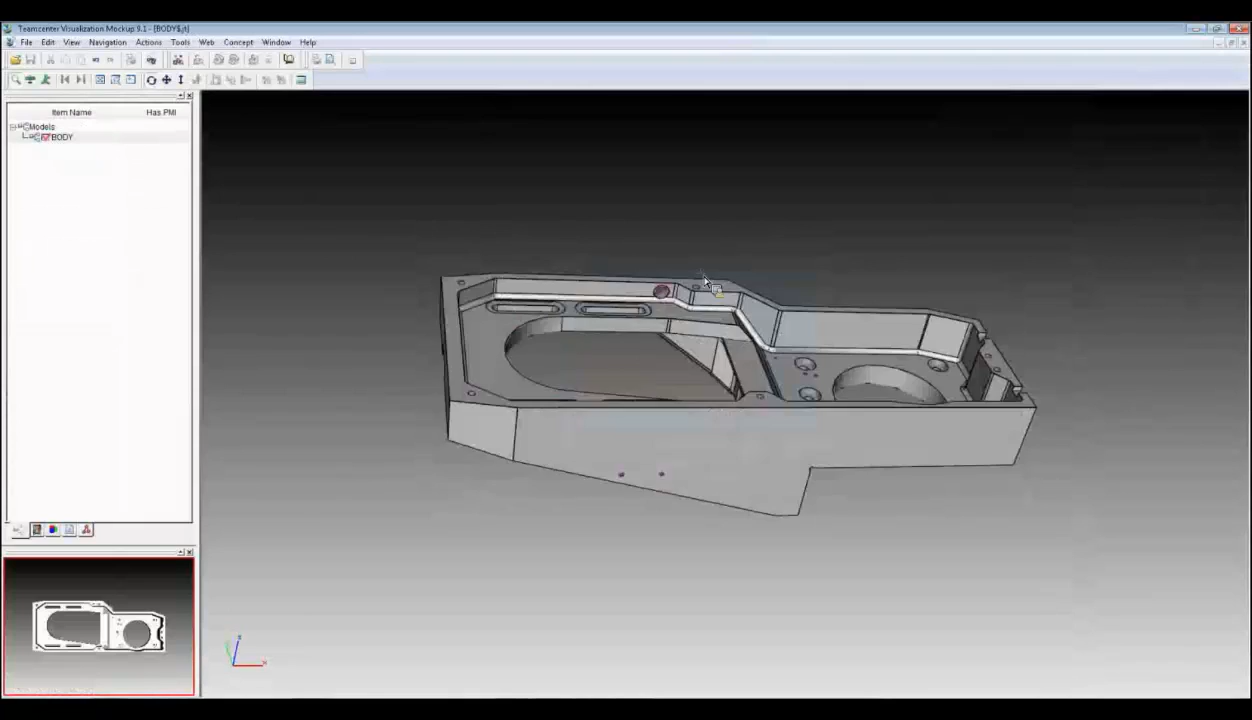 Teamcenter Visualization Mockup 9.1 - [BODY$.jt]
File Edit View Navigation Actions Tools Web Concept Window Help
Item Name Has PMI
Models
BODY